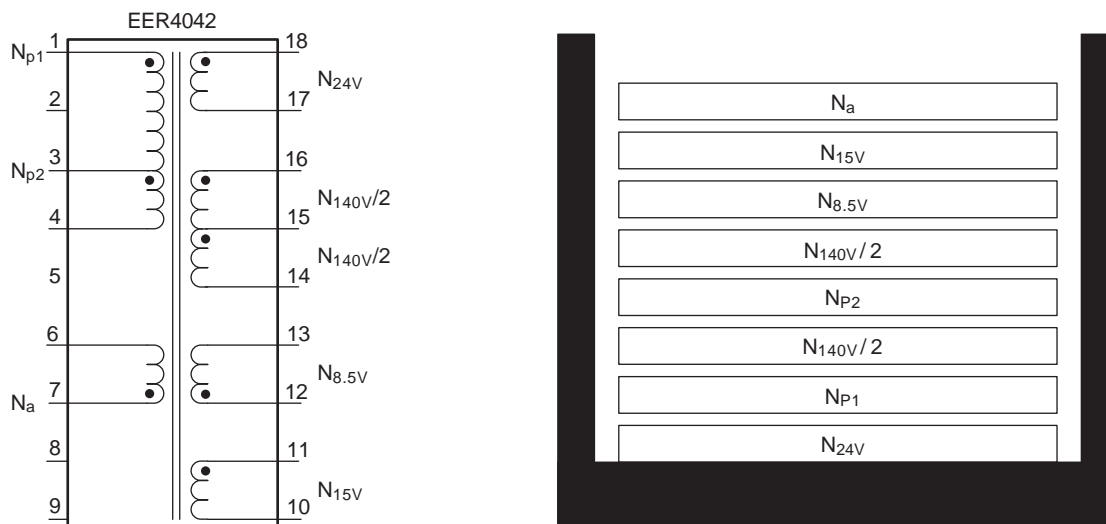 EER4042
1
Np1
2
3
Np2
4
5
6
7
Na
8
9
18
N24V
17
16
N140V/2
15
N140V/2
14
13
N8.5V
12
11
N15V
10
Na
N15V
N8.5V
N140V/2
NP2
N140V/2
NP1
N24V